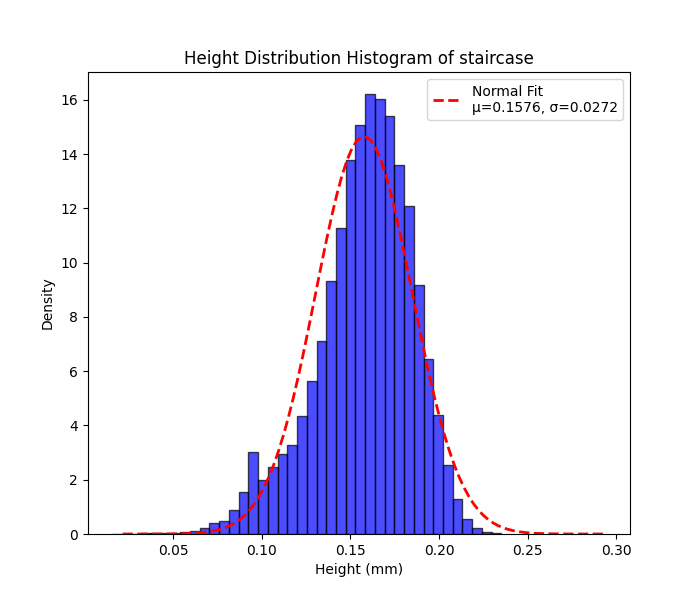 Height Distribution Histogram of staircase
Normal Fit
μ=0.1576, σ=0.0272
16
14
12
10
8
6
4
2
0
Density
0.05 0.10 0.15 0.20 0.25 0.30
Height (mm)